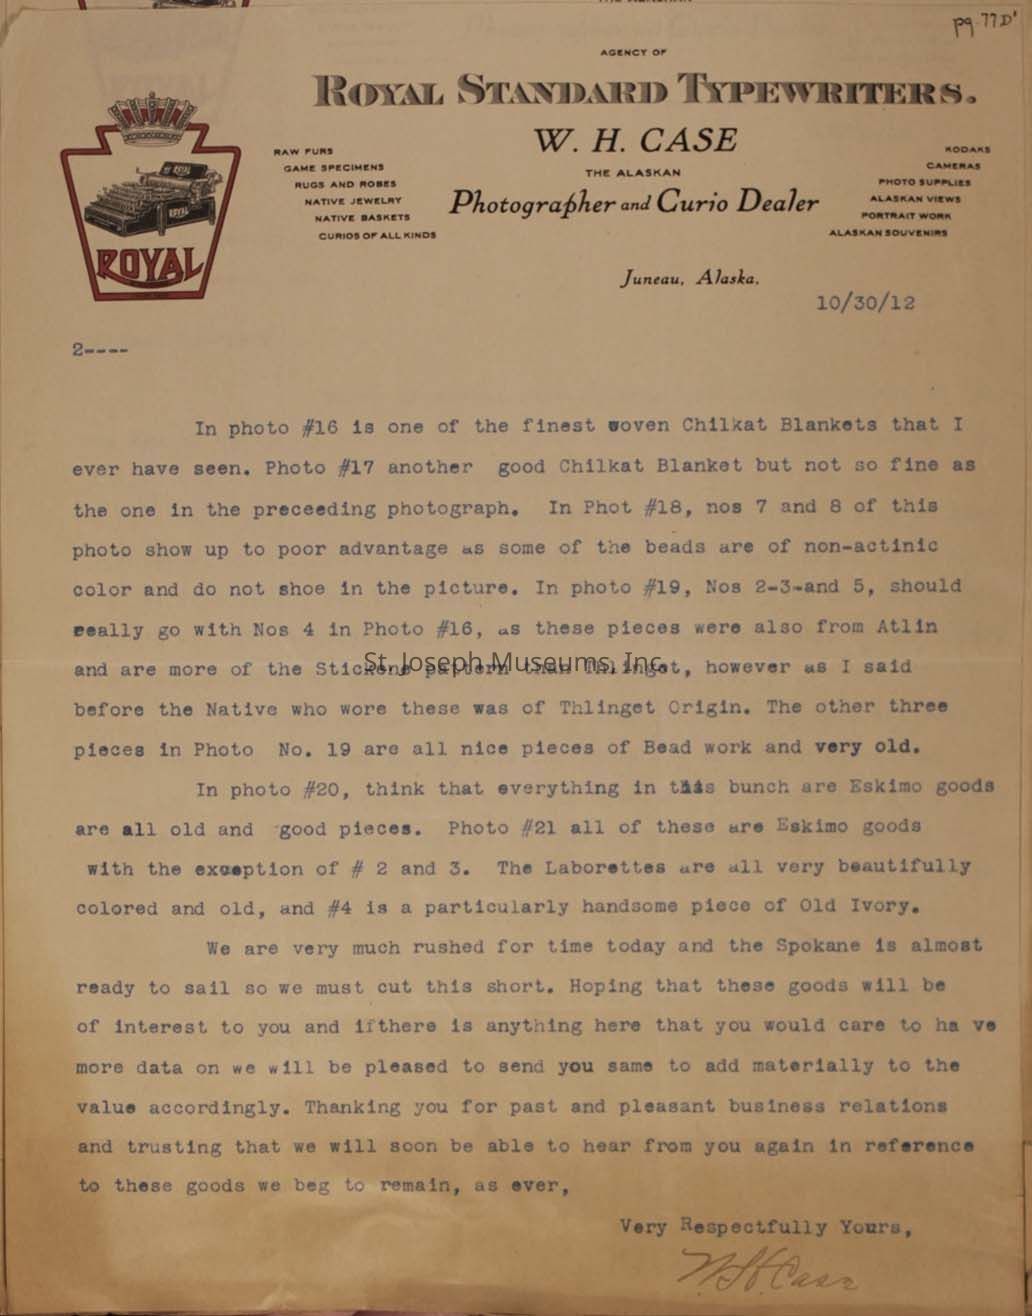 pg. 77D'
AGENCY OF
ROYAL STANDARD TYPEWRITERS.
W. H. CASE
THE ALASKAN
Photographer and Curio Dealer
RAW FURS
GAME SPECIMENS
RUGS AND ROBES
NATIVE JEWELRY
NATIVE BASKETS
CURIOS OF ALL KINDS
KODAKS
CAMERAS
PHOTO SUPPLIES
ALASKAN VIEWS
PORTRAIT WORK
ALASKAN SOUVENIRS
ROYAL
ROYAL
ROYAL
Juneau, Alaska,
10/30/12
2----
In photo #16 is one of the finest woven Chilkat Blankets that I
ever have seen. Photo #17 another good Chilkat Blanket but not so fine as
the one in the preceeding photograph. In Phot #18, nos 7 and 8 of this
photo show up to poor advantage as some of the beads are of non-actinic
color and do not shoe in the picture. In photo #19, Nos 2-3-and 5, should
really go with Nos 4 in Photo #16, as these pieces were also from Atlin
and are more of the Stickene pattern than Thlinget, however as I said
St. Joseph Museums, Inc.
before the Native who wore these was of Thlinget Origin. The other three
pieces in Photo No. 19 are all nice pieces of Bead work and very old.
In photo #20, think that everything in this bunch are Eskimo goods
are all old and good pieces. Photo #21 all of these are Eskimo goods
with the exception of # 2 and 3. The Laborettes are all very beautifully
colored and old, and #4 is a particularly handsome piece of Old Ivory.
We are very much rushed for time today and the Spokane is almost
ready to sail so we must cut this short. Hoping that these goods will be
of interest to you and ifthere is anything here that you would care to ha ve
more data on we will be pleased to send you same to add materially to the
value accordingly. Thanking you for past and pleasant business relations
and trusting that we will soon be able to hear from you again in reference
to these goods we beg to remain, as ever,
Very Respectfully Yours,
W H Case